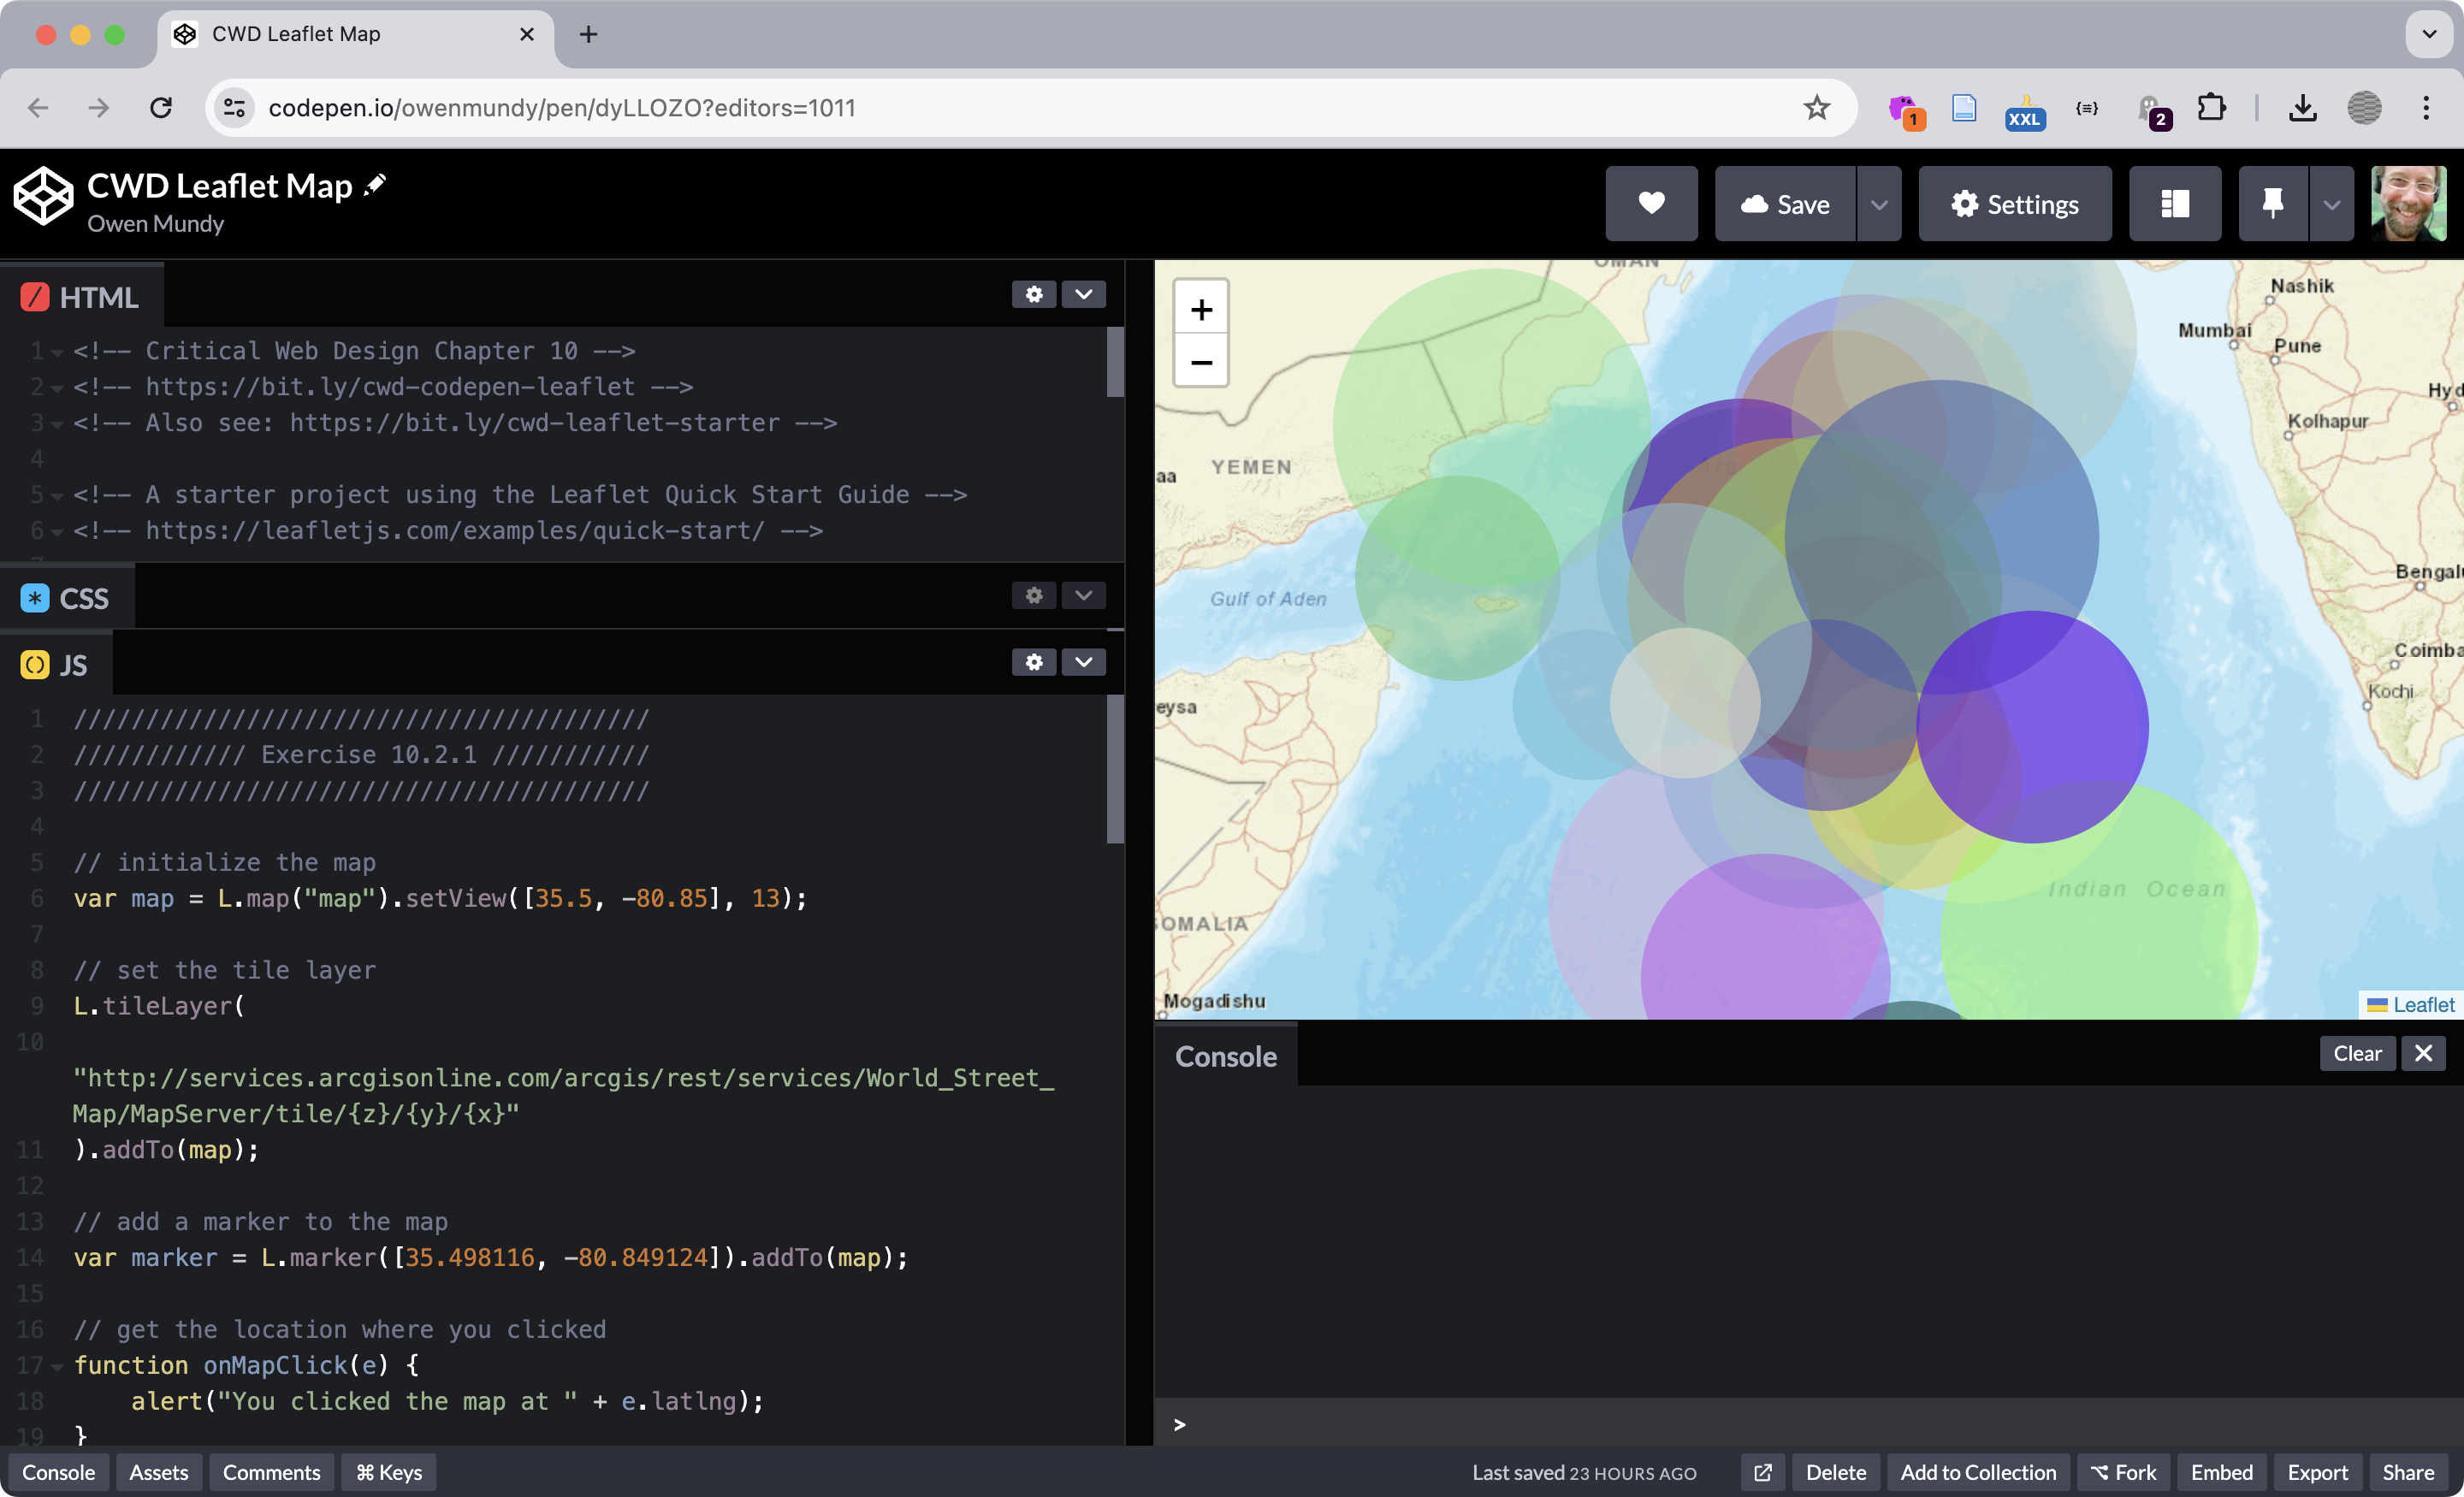 CWD Leaflet Map
codepen.io/owenmundy/pen/dyLLOZO?editors=1011
1
XXL
{≡}
2
CWD Leaflet Map
Owen Mundy
Save
Settings
HTML
1 <!-- Critical Web Design Chapter 10 -->
2 <!-- https://bit.ly/cwd-codepen-leaflet -->
3 <!-- Also see: https://bit.ly/cwd-leaflet-starter -->
4
5 <!-- A starter project using the Leaflet Quick Start Guide -->
6 <!-- https://leafletjs.com/examples/quick-start/ -->
CSS
JS
1 ////////////////////////////////////////
2 //////////// Exercise 10.2.1 ///////////
3 ////////////////////////////////////////
4
5 // initialize the map
6 var map = L.map("map").setView([35.5, -80.85], 13);
7
8 // set the tile layer
9 L.tileLayer(
10
"http://services.arcgisonline.com/arcgis/rest/services/World_Street_
Map/MapServer/tile/{z}/{y}/{x}"
11 ).addTo(map);
12
13 // add a marker to the map
14 var marker = L.marker([35.498116, -80.849124]).addTo(map);
15
16 // get the location where you clicked
17 function onMapClick(e) {
18 alert("You clicked the map at " + e.latlng);
19 }
+
−
OMAN
Nashik
Mumbai
Pune
Hyd
Kolhapur
YEMEN
aa
Bengal
Gulf of Aden
Coimba
Kochi
eysa
Indian Ocean
SOMALIA
Mogadishu
Leaflet
Console
Clear
>
Console
Assets
Comments
⌘ Keys
Last saved 23 HOURS AGO
Delete
Add to Collection
Fork
Embed
Export
Share